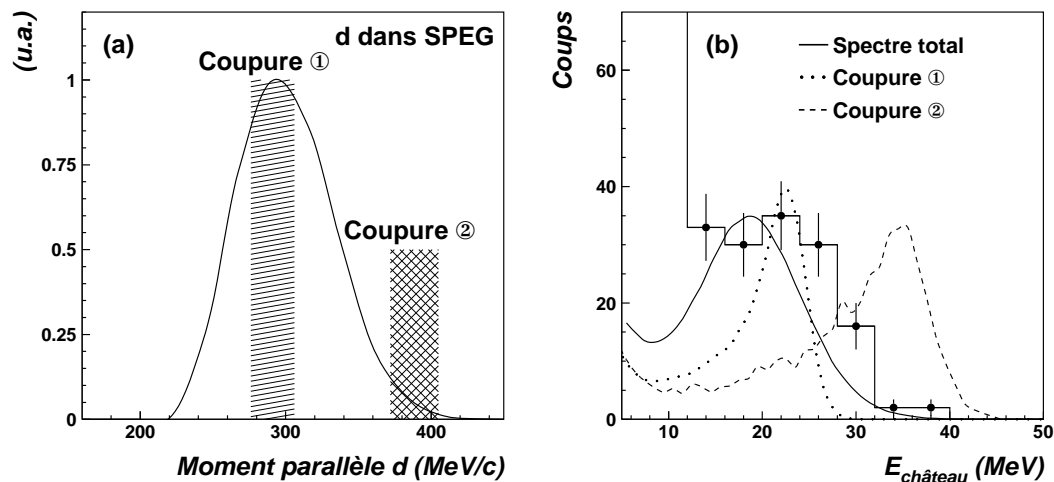 (a)
d dans SPEG
Coupure ①
Coupure ②
(u.a.)
1
0.75
0.5
0.25
0
200
300
400
Moment parallèle d (MeV/c)
(b)
Spectre total
Coupure ①
Coupure ②
Coups
60
40
20
0
10
20
30
40
50
E_château (MeV)